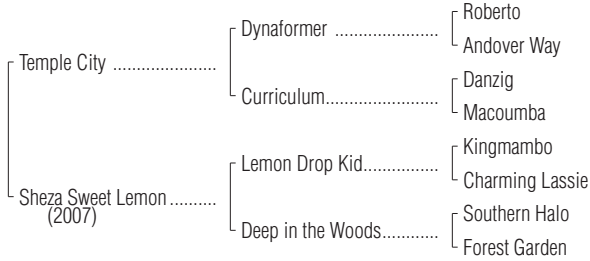 Roberto
Dynaformer ......................
Andover Way
Temple City ......................
Danzig
Curriculum........................
Macoumba
Kingmambo
Lemon Drop Kid................
Charming Lassie
Sheza Sweet Lemon ..........
(2007)
Southern Halo
Deep in the Woods............
Forest Garden